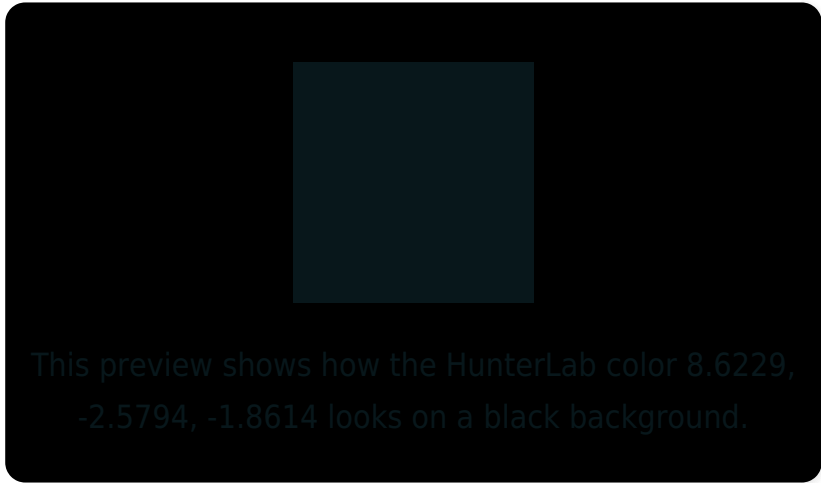 This preview shows how the HunterLab color 8.6229,
-2.5794, -1.8614 looks on a black background.